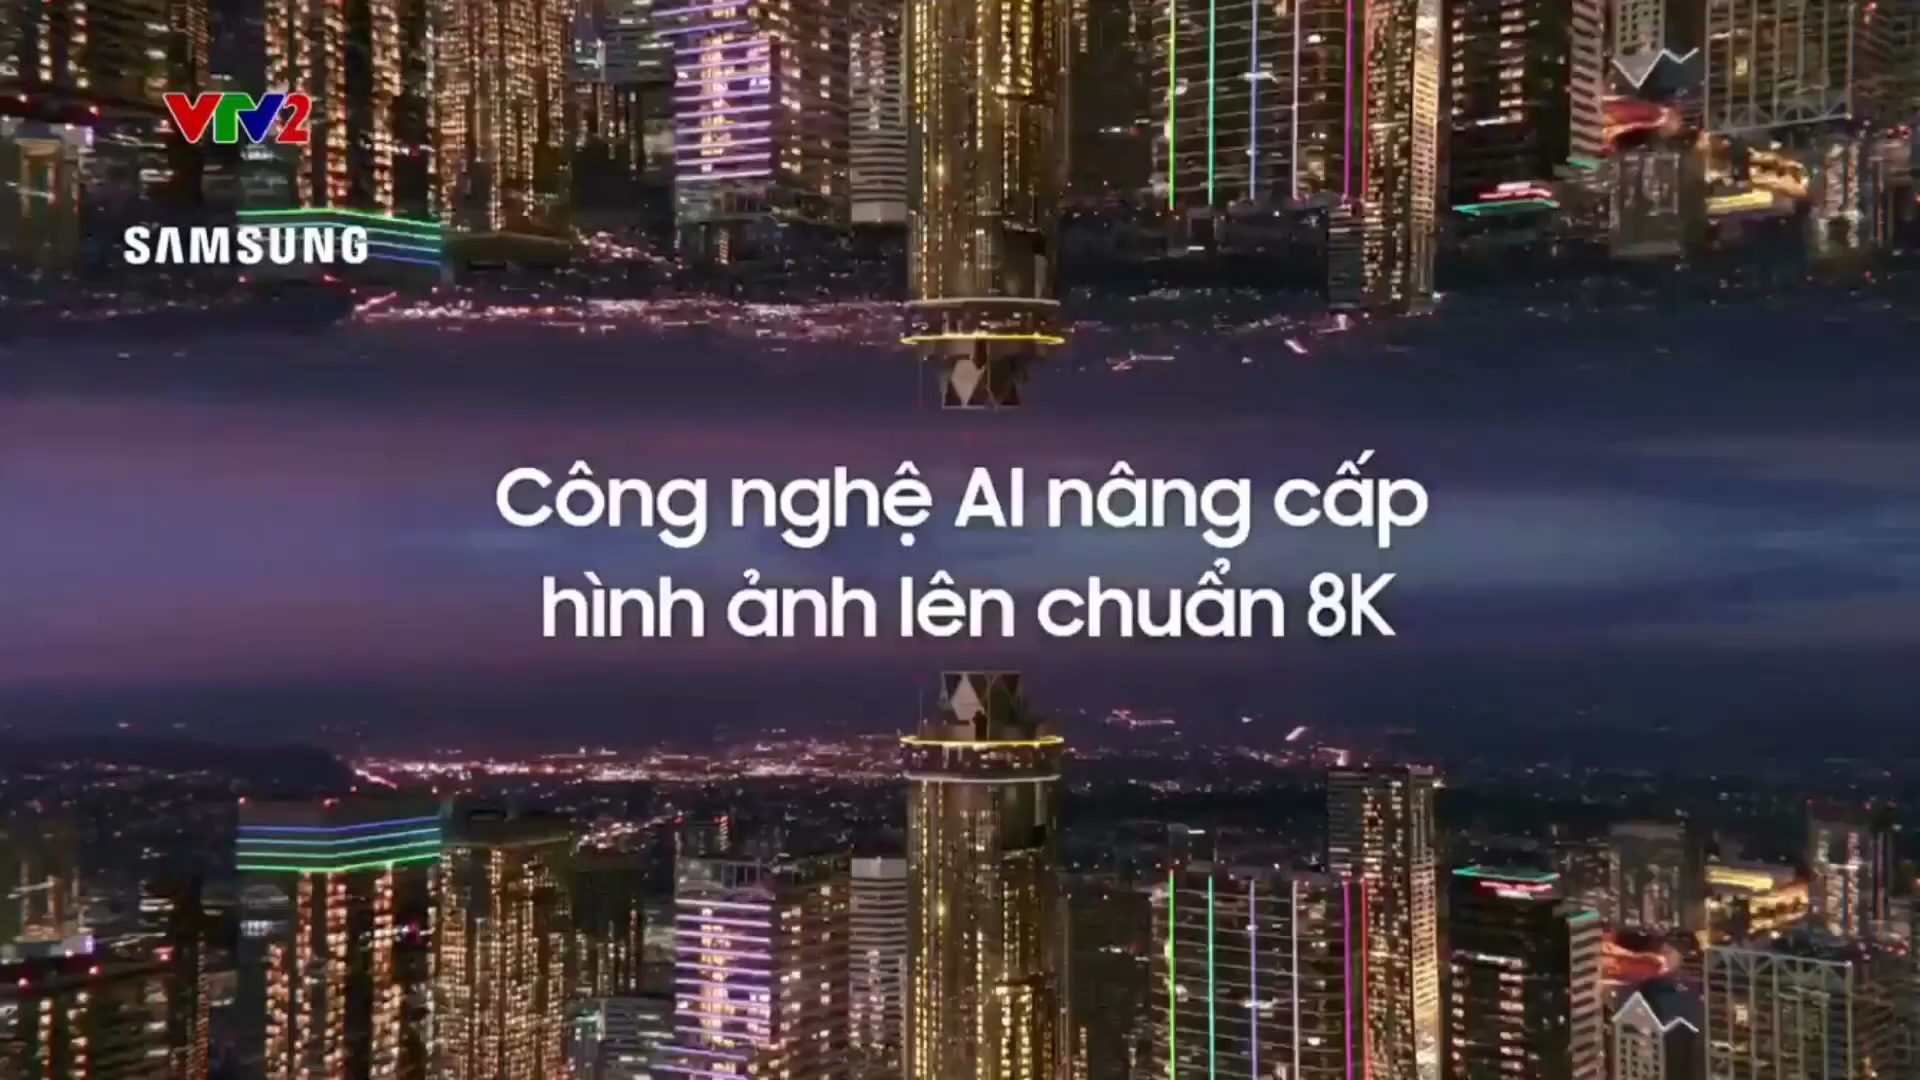 VTV2
SAMSUNG
Công nghệ AI nâng cấp
hình ảnh lên chuẩn 8K